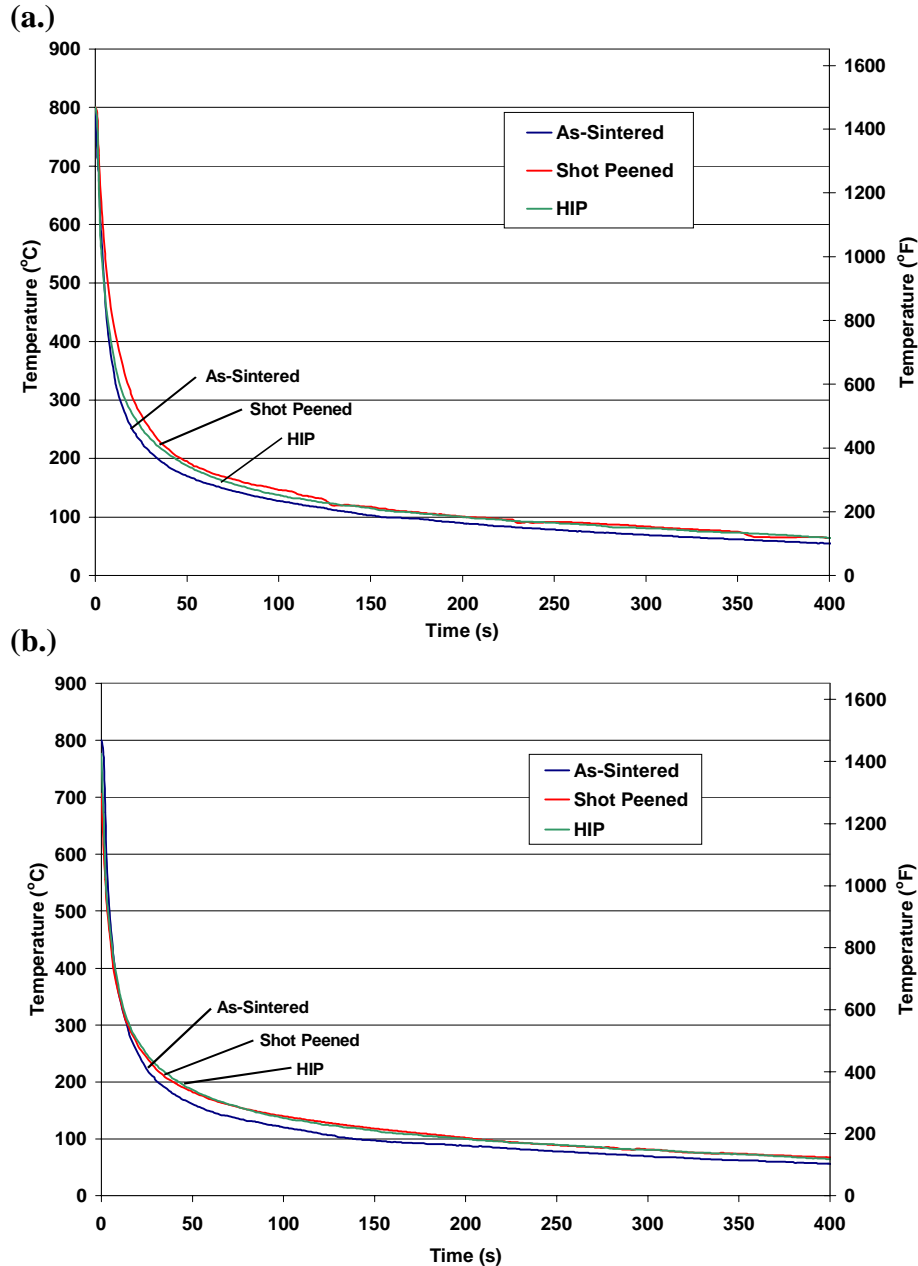 (a.)
900
800
700
600
500
400
300
200
100
0
Temperature (°C)
1600
1400
1200
1000
800
600
400
200
0
Temperature (°F)
As-Sintered
Shot Peened
HIP
As-Sintered
Shot Peened
HIP
0 50 100 150 200 250 300 350 400
Time (s)
(b.)
900
800
700
600
500
400
300
200
100
0
Temperature (°C)
1600
1400
1200
1000
800
600
400
200
0
Temperature (°F)
As-Sintered
Shot Peened
HIP
As-Sintered
Shot Peened
HIP
0 50 100 150 200 250 300 350 400
Time (s)